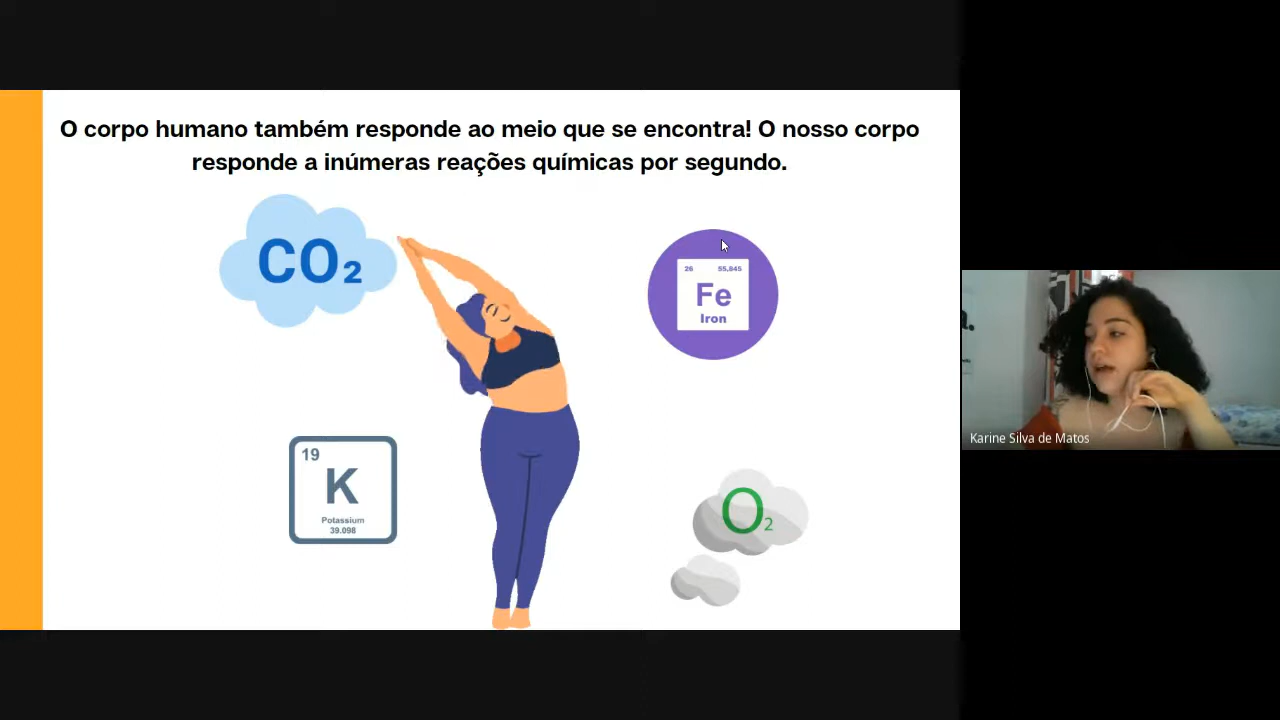 O corpo humano também responde ao meio que se encontra! O nosso corpo
responde a inúmeras reações químicas por segundo.
CO₂
26 55,845
Fe
Iron
19
K
Potassium
39.098
O₂
Karine Silva de Matos